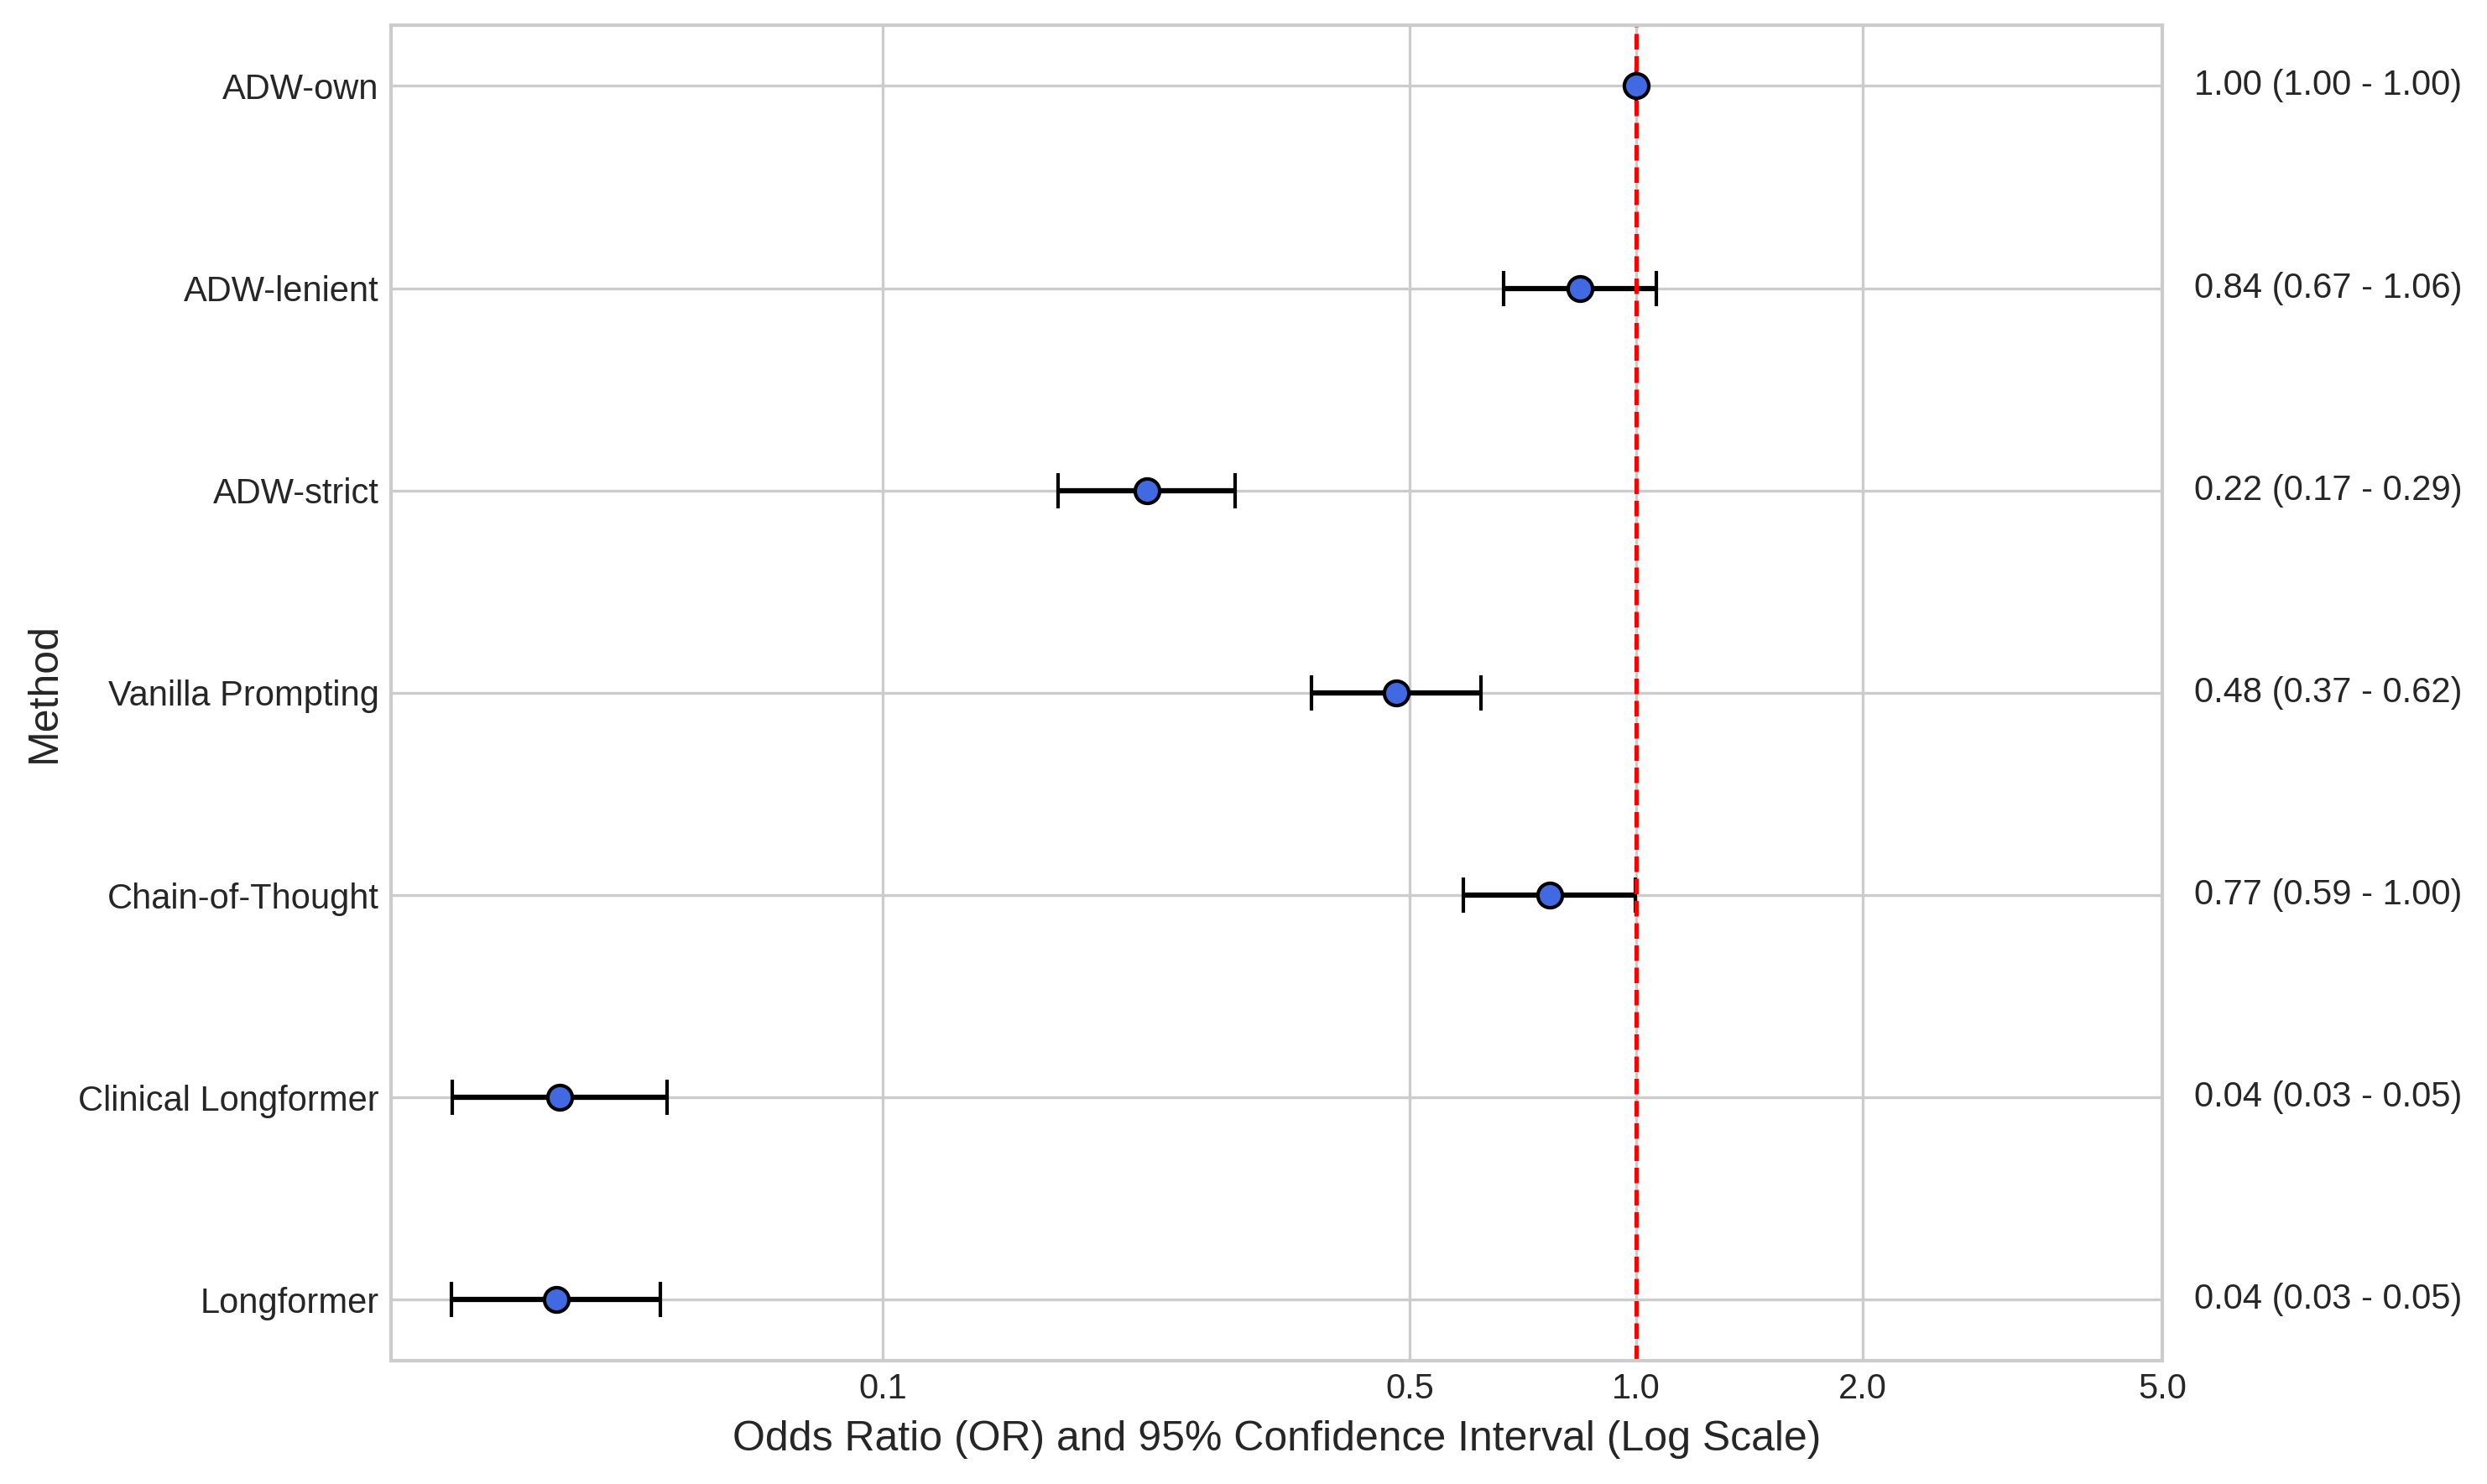 ADW-own 1.00 (1.00 - 1.00)
ADW-lenient 0.84 (0.67 - 1.06)
ADW-strict 0.22 (0.17 - 0.29)
Vanilla Prompting 0.48 (0.37 - 0.62)
Chain-of-Thought 0.77 (0.59 - 1.00)
Clinical Longformer 0.04 (0.03 - 0.05)
Longformer 0.04 (0.03 - 0.05)
Method
0.1 0.5 1.0 2.0 5.0
Odds Ratio (OR) and 95% Confidence Interval (Log Scale)